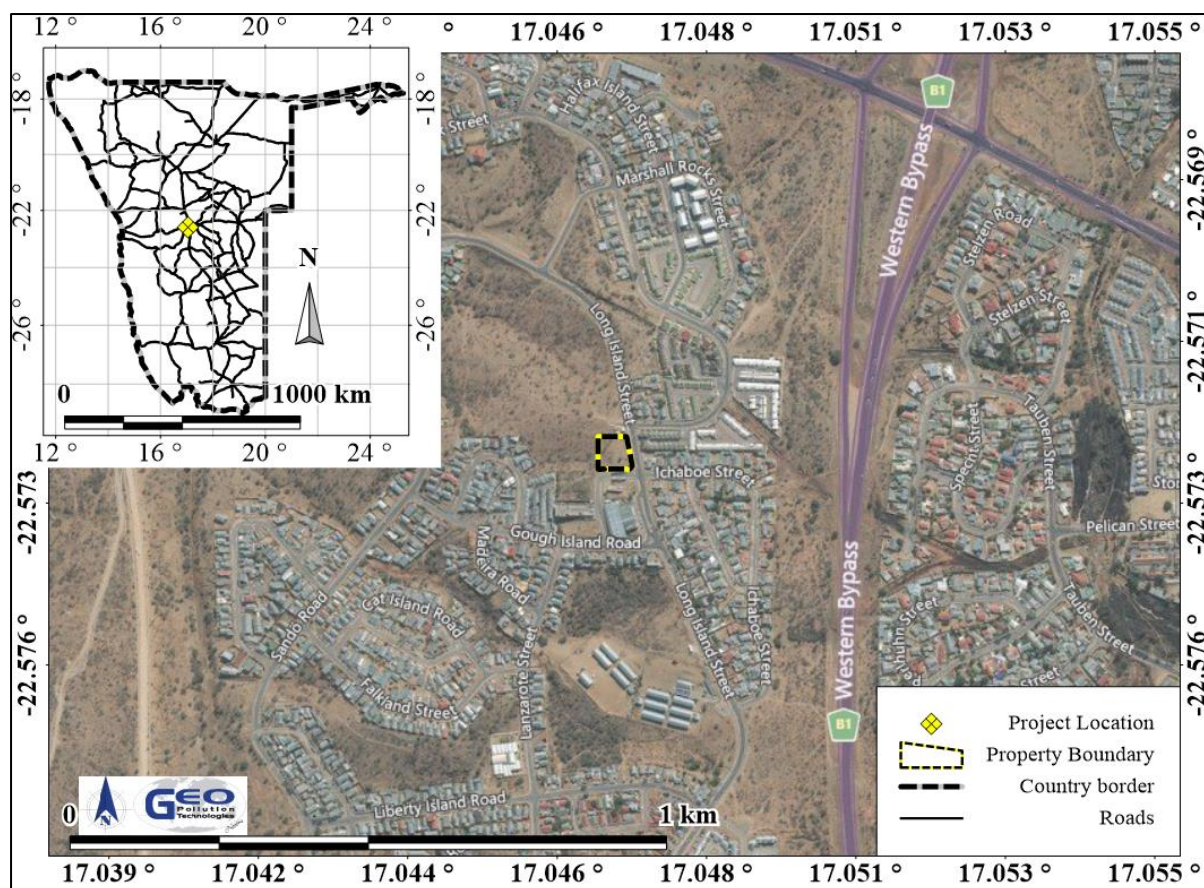 12 ° 16 ° 20 ° 24 °
-18 °
-22 °
-26 °
-18 °
-22 °
-26 °
N
0 1000 km
12 ° 16 ° 20 ° 24 °
17.046 ° 17.048 ° 17.051 ° 17.053 ° 17.055 °
-22.569 °
-22.571 °
-22.573 °
-22.576 °
-22.573 °
-22.576 °
Halifax Island Street
Street
Marshall Rocks Street
B1
Western Bypass
Stelzen Road
Stelzen Street
Long Island Street
Tauben Street
Specht Street
Ichaboe Street
Pelican Street
Gough Island Road
Madeira Road
Cat Island Road
Sando Road
Falkland Street
Lanzarote Street
Long Island Street
Ichaboe Street
Tauben Street
Street
Western Bypass
B1
Liberty Island Road
Project Location
Property Boundary
Country border
Roads
N
GEO
Pollution
Technologies
0 1 km
17.039 ° 17.042 ° 17.044 ° 17.046 ° 17.048 ° 17.051 ° 17.053 ° 17.055 °